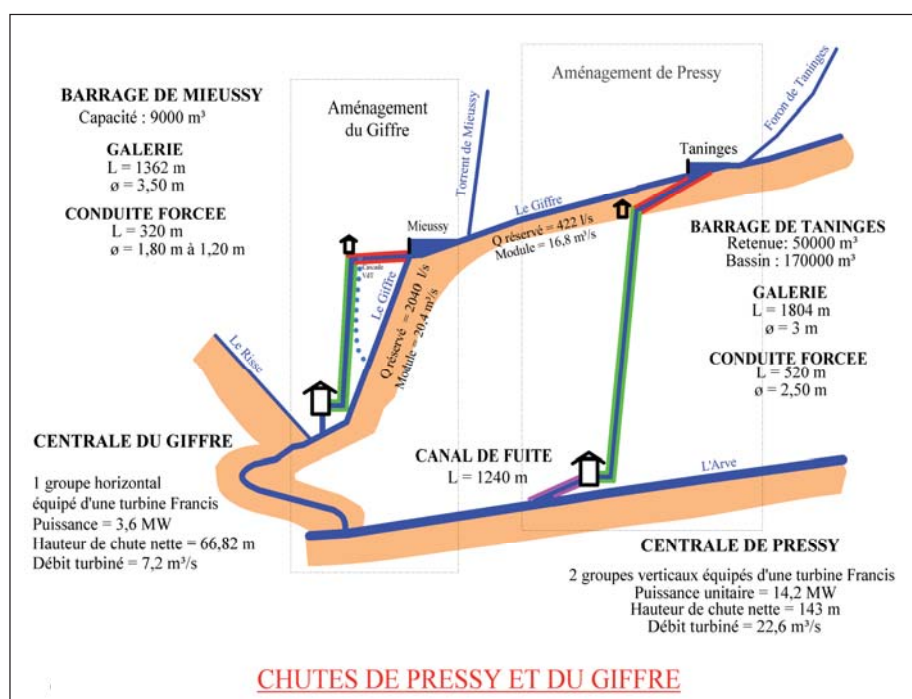 Aménagement de Pressy
Foron de Taninges
BARRAGE DE MIEUSSY
Capacité : 9000 m³
Aménagement
du Giffre
Torrent de Mieussy
Taninges
GALERIE
L = 1362 m
ø = 3,50 m
Le Giffre
CONDUITE FORCEE
L = 320 m
ø = 1,80 m à 1,20 m
Mieussy
Q réservé = 422 l/s
Module = 16,8 m³/s
BARRAGE DE TANINGES
Retenue: 50000 m³
Bassin : 170000 m³
Cascade
Le Giffre
Q réservé = 2040 l/s
Module = 20,4 m³/s
GALERIE
L = 1804 m
ø = 3 m
Le Risse
CONDUITE FORCEE
L = 520 m
ø = 2,50 m
CENTRALE DU GIFFRE
1 groupe horizontal
équipé d'une turbine Francis
Puissance = 3,6 MW
Hauteur de chute nette = 66,82 m
Débit turbiné = 7,2 m³/s
CANAL DE FUITE
L = 1240 m
L'Arve
CENTRALE DE PRESSY
2 groupes verticaux équipés d'une turbine Francis
Puissance unitaire = 14,2 MW
Hauteur de chute nette = 143 m
Débit turbiné = 22,6 m³/s
CHUTES DE PRESSY ET DU GIFFRE